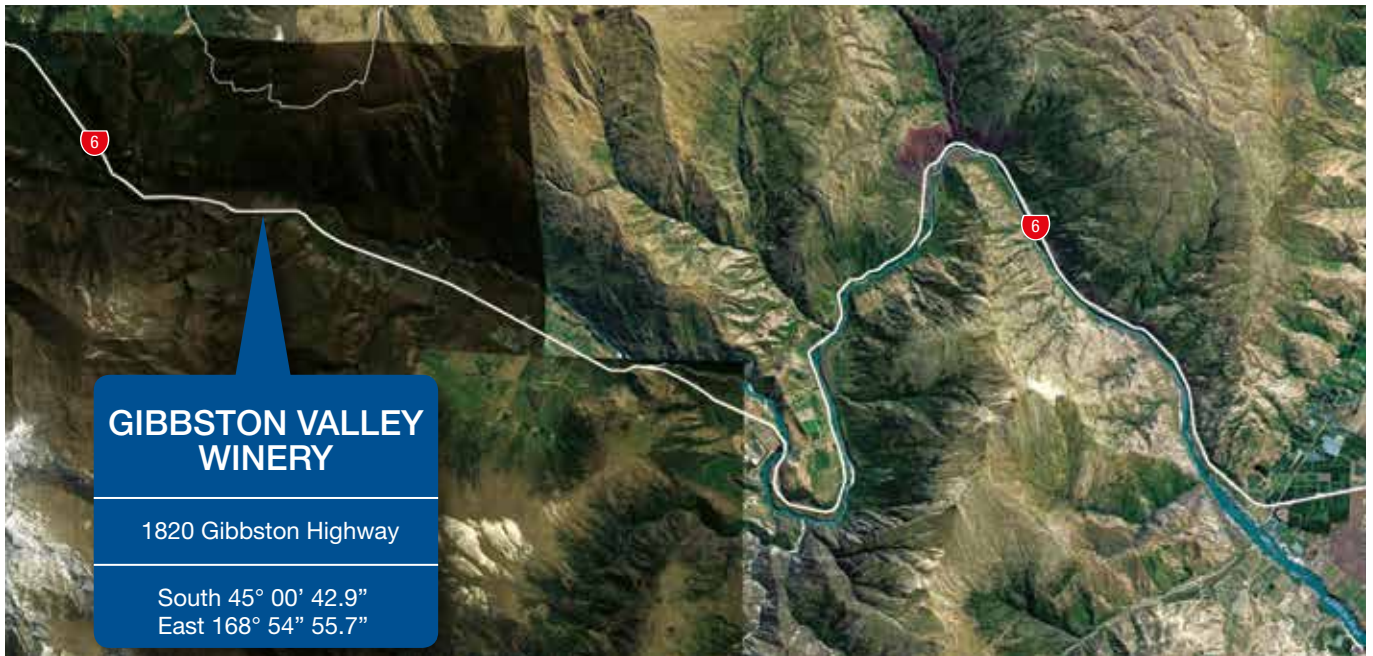 6
6
GIBBSTON VALLEY
WINERY
1820 Gibbston Highway
South 45° 00’ 42.9”
East 168° 54” 55.7”